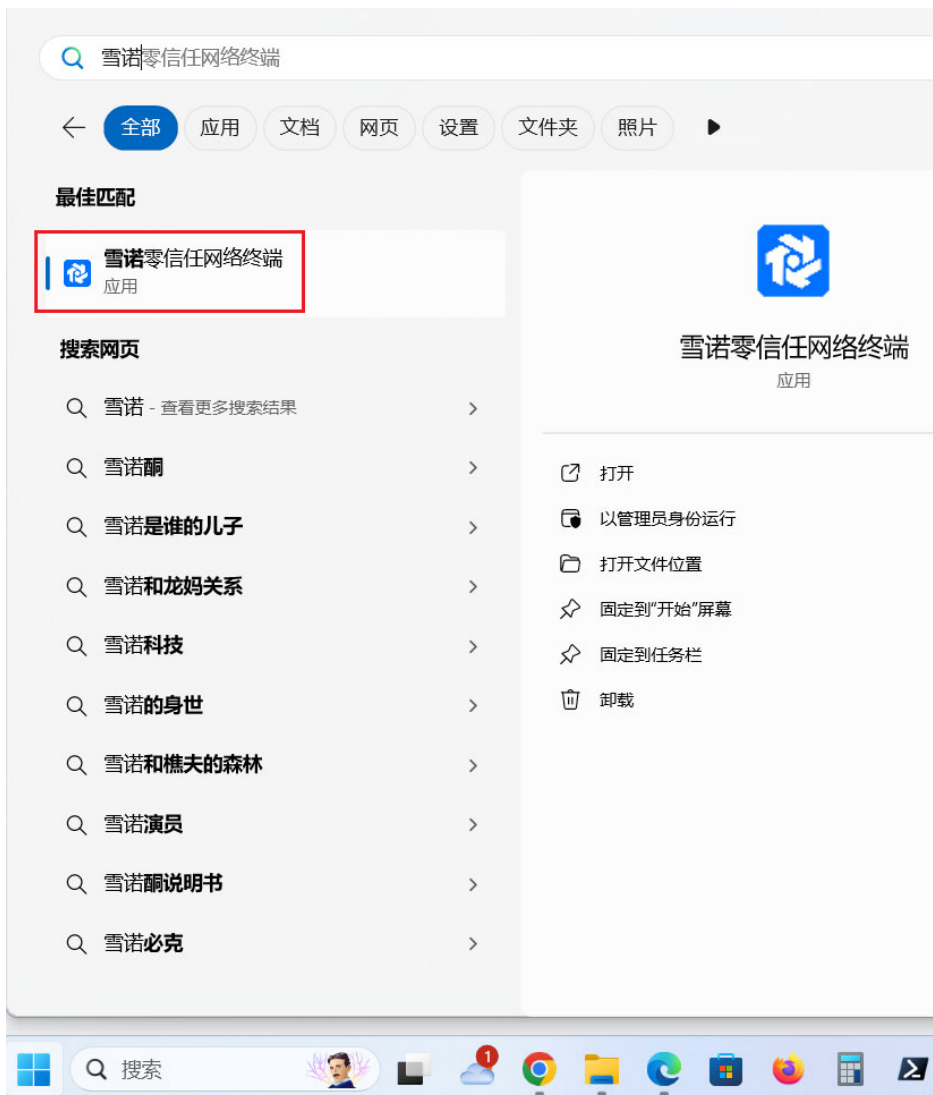 雪诺零信任网络终端
全部 应用 文档 网页 设置 文件夹 照片
最佳匹配
雪诺零信任网络终端
应用
搜索网页
雪诺 - 查看更多搜索结果
雪诺酮
雪诺是谁的儿子
雪诺和龙妈关系
雪诺科技
雪诺的身世
雪诺和樵夫的森林
雪诺演员
雪诺酮说明书
雪诺必克
雪诺零信任网络终端
应用
打开
以管理员身份运行
打开文件位置
固定到"开始"屏幕
固定到任务栏
卸载
搜索
1